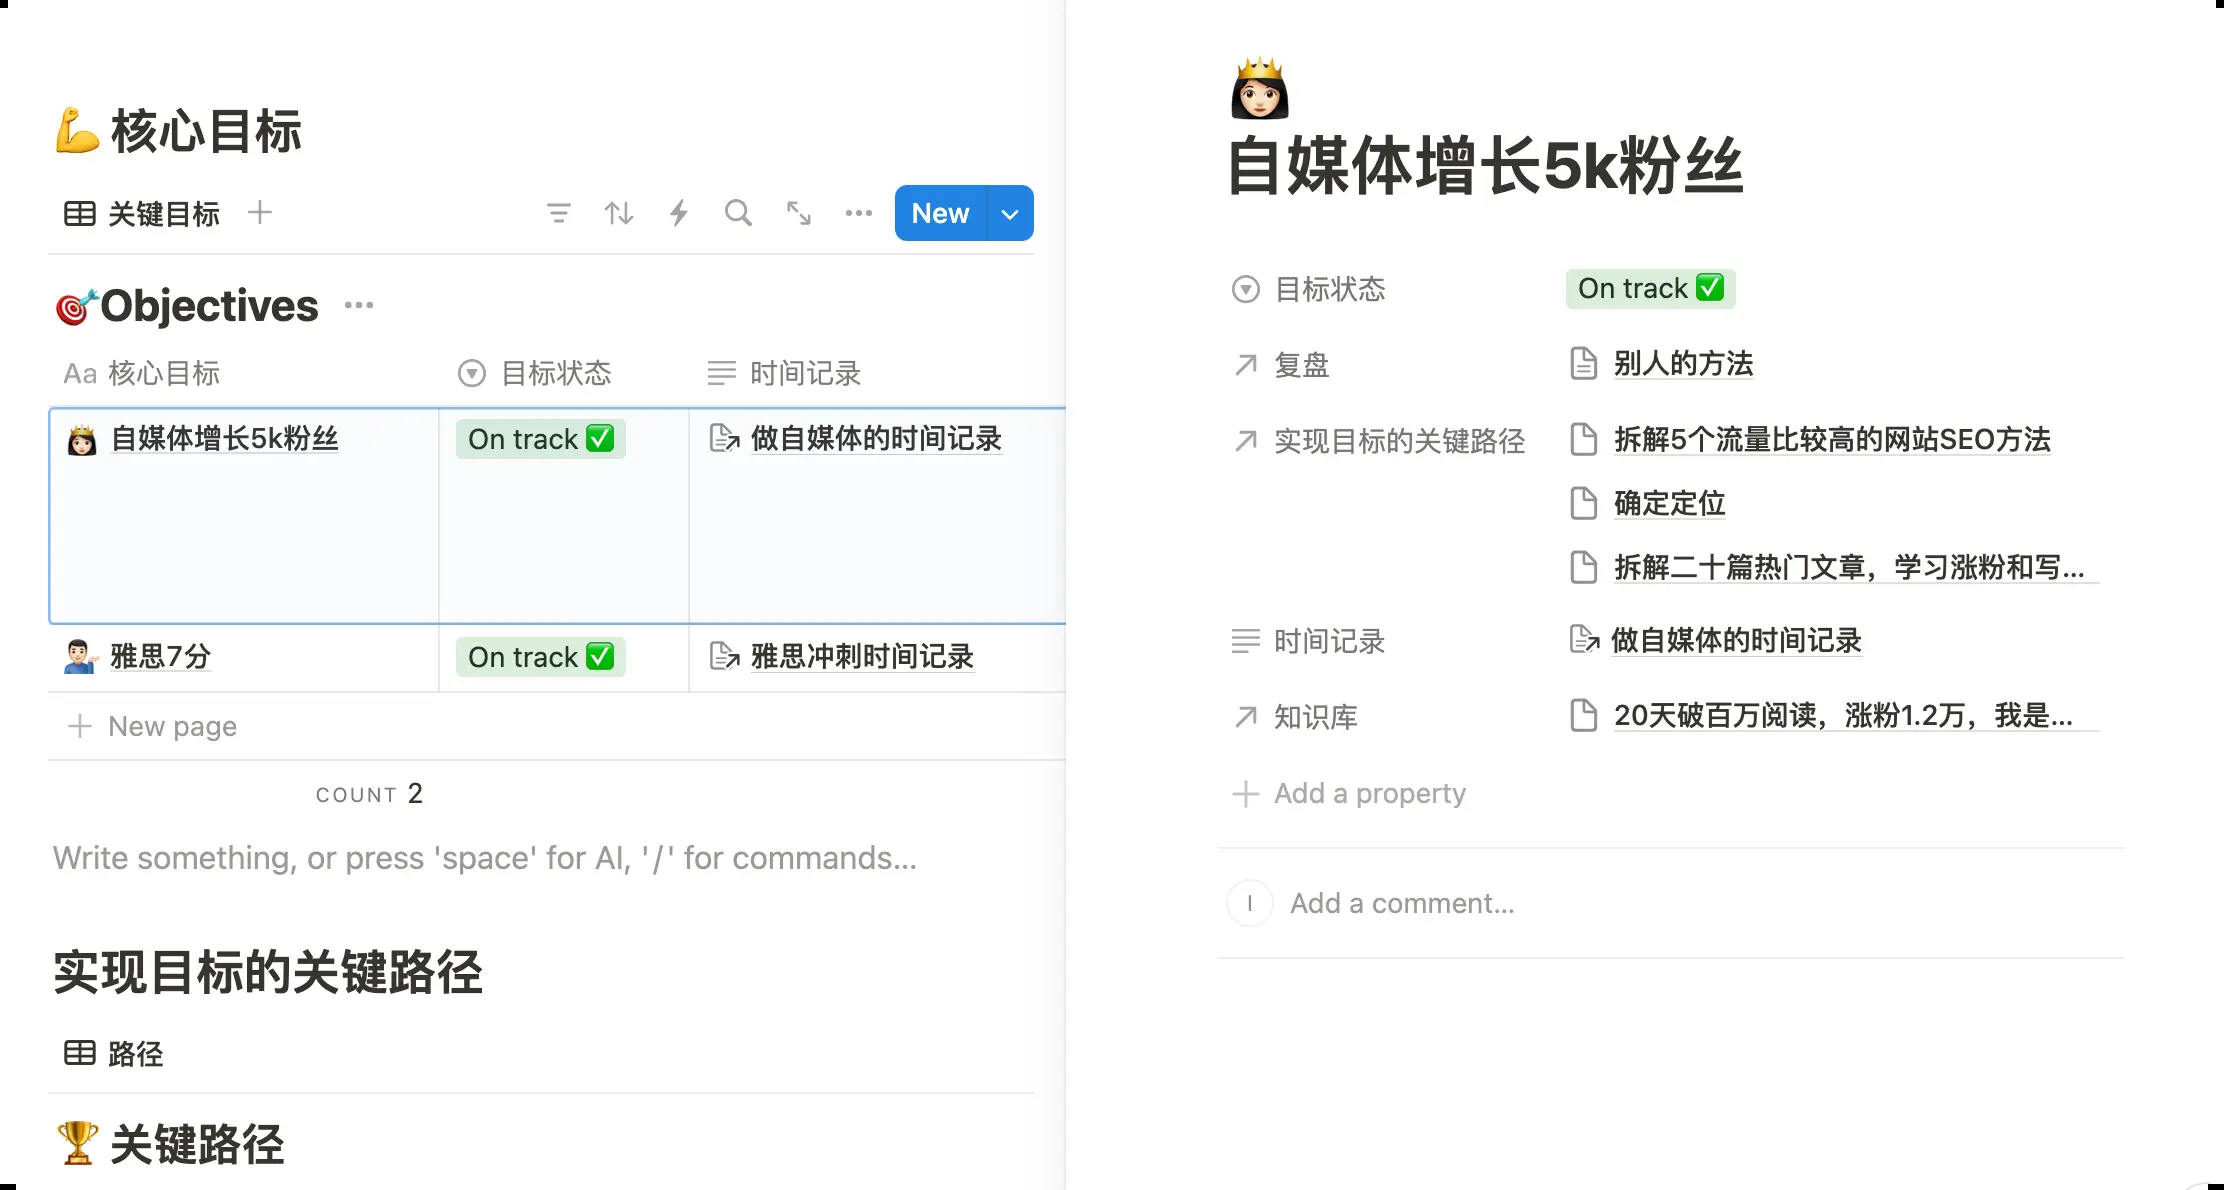 💪 核心目标
关键目标
New
🎯Objectives
Aa 核心目标 目标状态 时间记录
自媒体增长5k粉丝 On track ✅ 做自媒体的时间记录
雅思7分 On track ✅ 雅思冲刺时间记录
New page
COUNT 2
Write something, or press 'space' for AI, '/' for commands...
实现目标的关键路径
路径
🏆 关键路径
自媒体增长5k粉丝
目标状态 On track ✅
复盘 别人的方法
实现目标的关键路径 拆解5个流量比较高的网站SEO方法
确定定位
拆解二十篇热门文章，学习涨粉和写...
时间记录 做自媒体的时间记录
知识库 20天破百万阅读，涨粉1.2万，我是...
Add a property
I Add a comment...